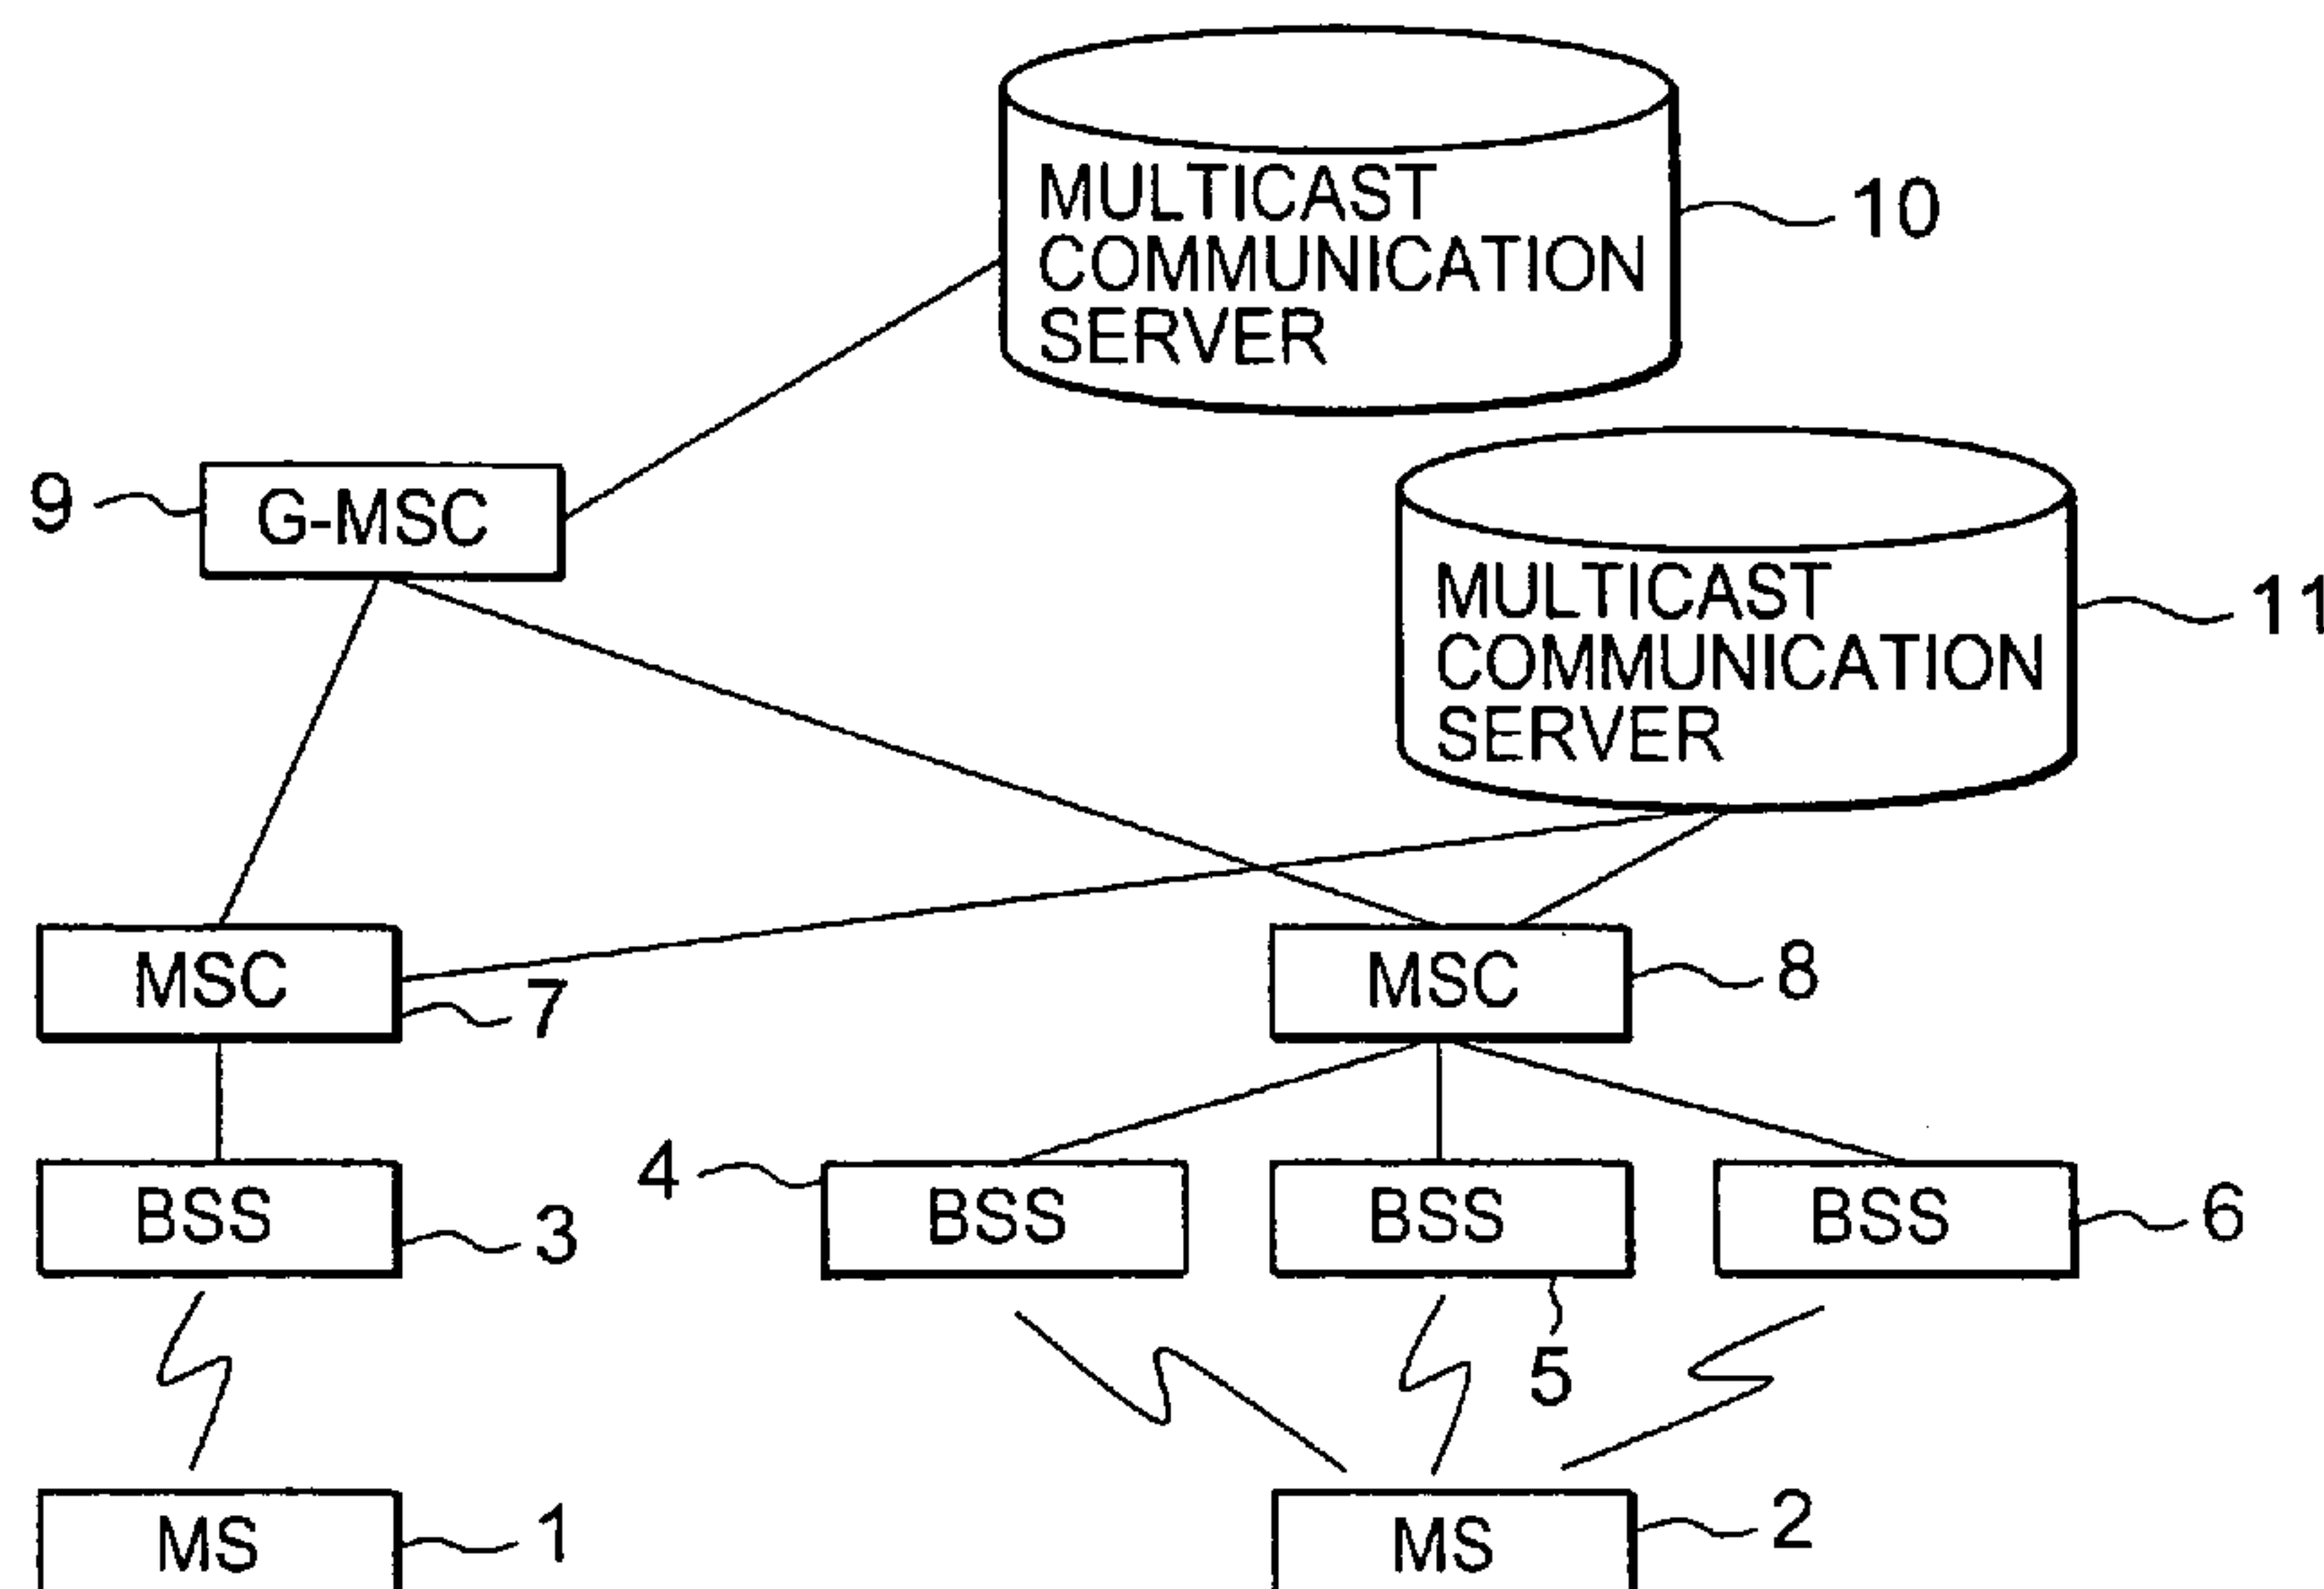 MULTICAST
COMMUNICATION
SERVER
10
9
G-MSC
MULTICAST
COMMUNICATION
SERVER
11
MSC
7
MSC
8
BSS
3
4
BSS
BSS
5
BSS
6
MS
1
MS
2